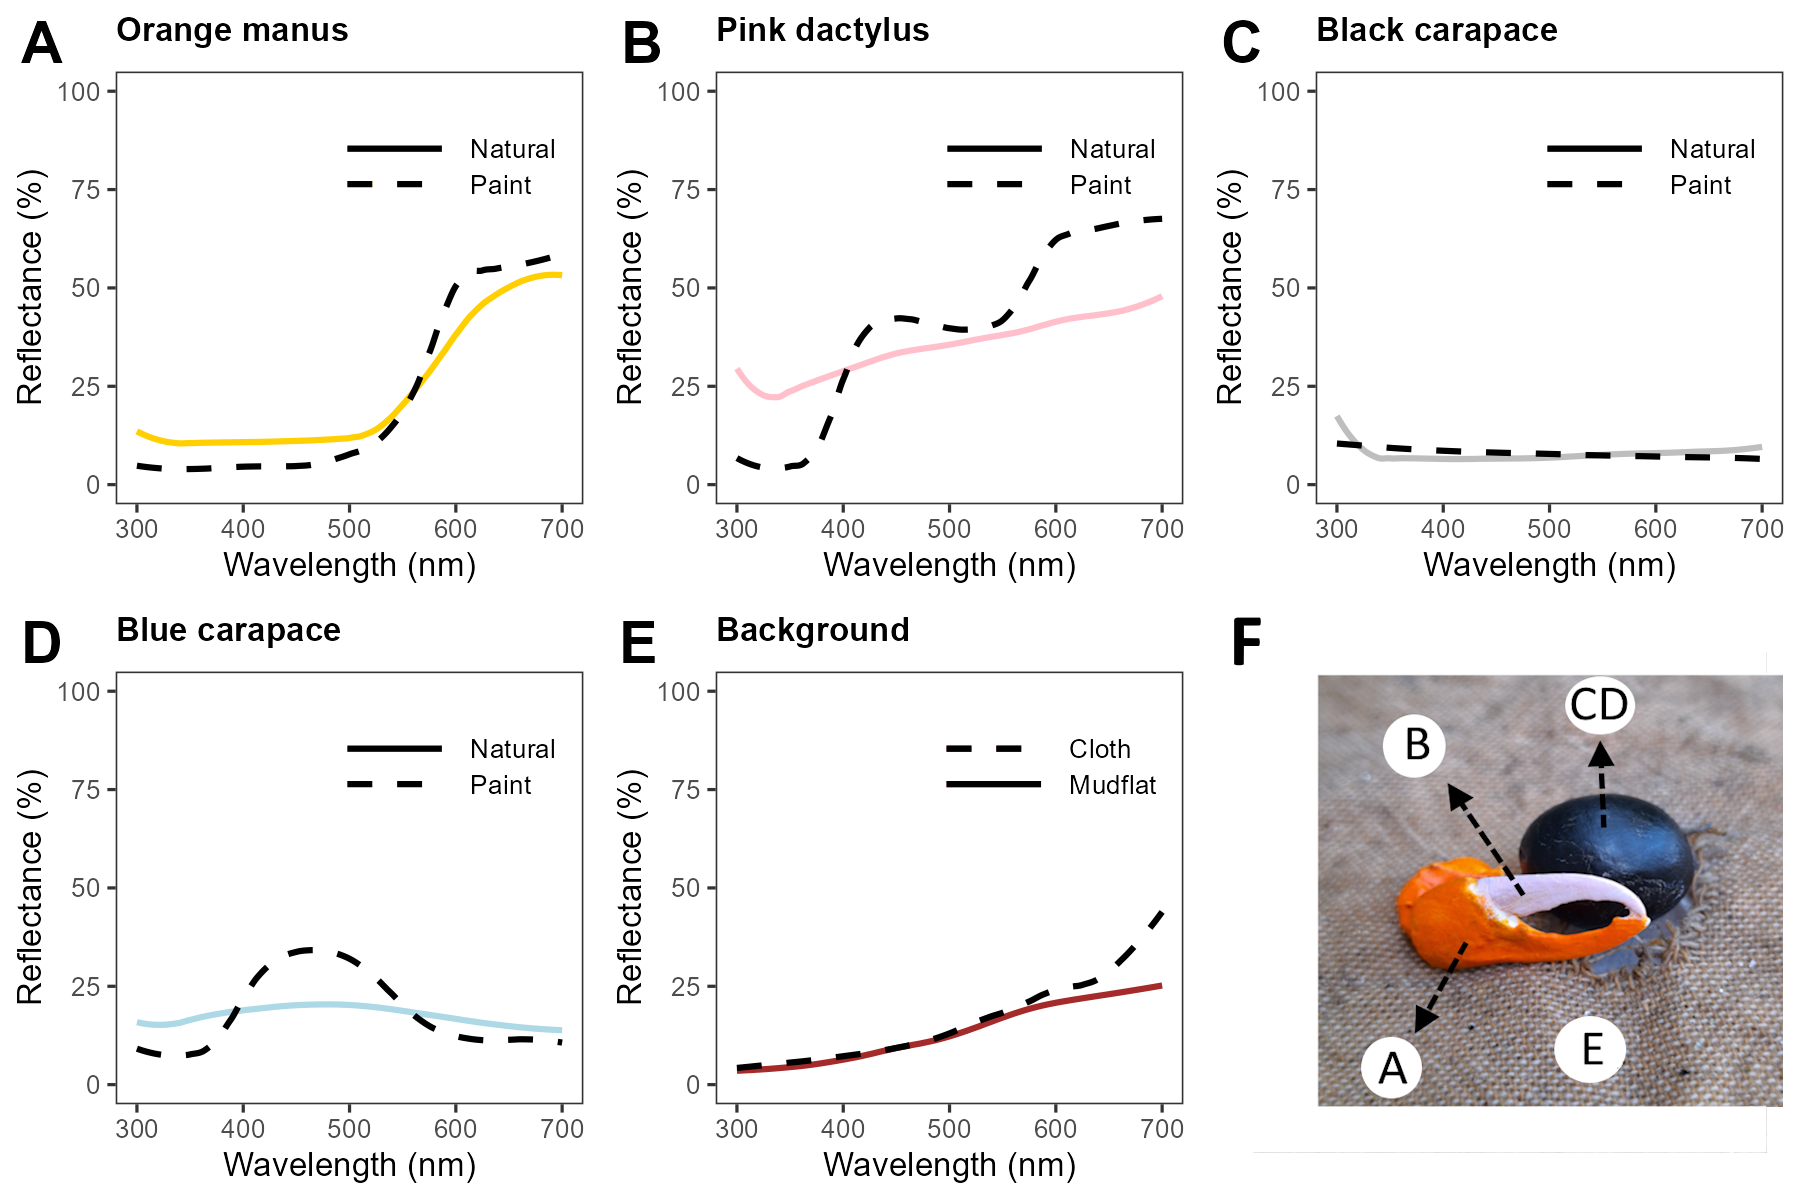 A Orange manus
100
75
50
25
0
Reflectance (%)
Natural
Paint
300 400 500 600 700
Wavelength (nm)
B Pink dactylus
100
75
50
25
0
Reflectance (%)
Natural
Paint
300 400 500 600 700
Wavelength (nm)
C Black carapace
100
75
50
25
0
Reflectance (%)
Natural
Paint
300 400 500 600 700
Wavelength (nm)
D Blue carapace
100
75
50
25
0
Reflectance (%)
Natural
Paint
300 400 500 600 700
Wavelength (nm)
E Background
100
75
50
25
0
Reflectance (%)
Cloth
Mudflat
300 400 500 600 700
Wavelength (nm)
F
CD
B
E
A